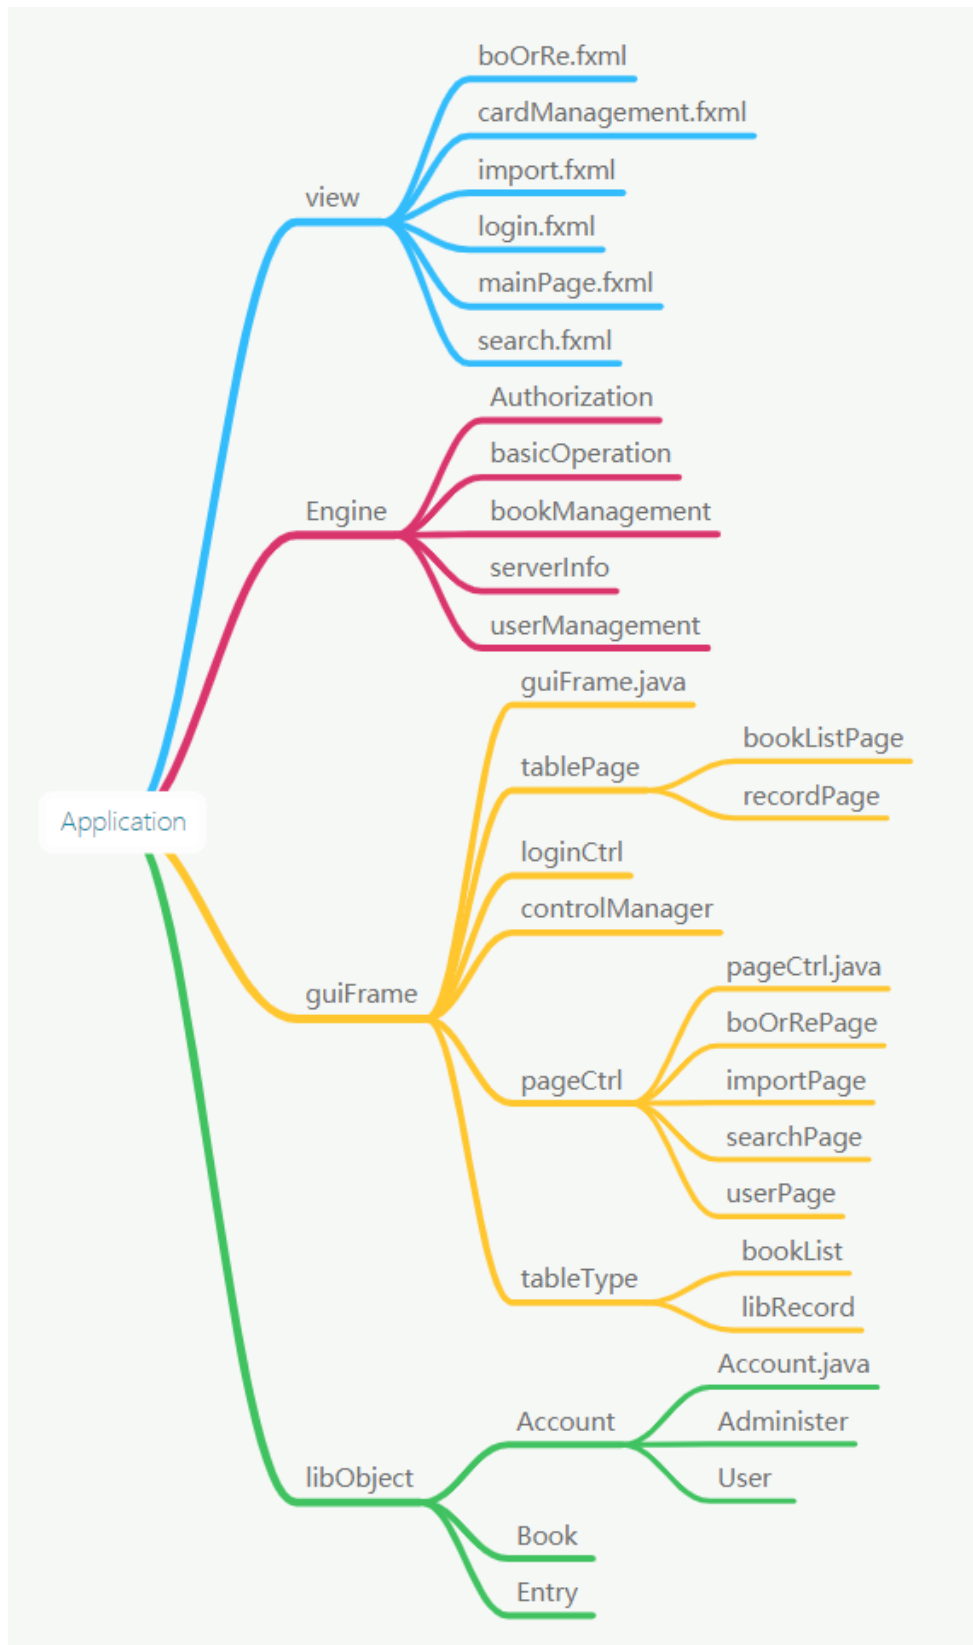 boOrRe.fxml
cardManagement.fxml
import.fxml
view
login.fxml
mainPage.fxml
search.fxml
Authorization
basicOperation
Engine
bookManagement
serverInfo
userManagement
guiFrame.java
bookListPage
tablePage
recordPage
Application
loginCtrl
controlManager
pageCtrl.java
guiFrame
boOrRePage
pageCtrl
importPage
searchPage
userPage
bookList
tableType
libRecord
Account.java
Account
Administer
libObject
User
Book
Entry